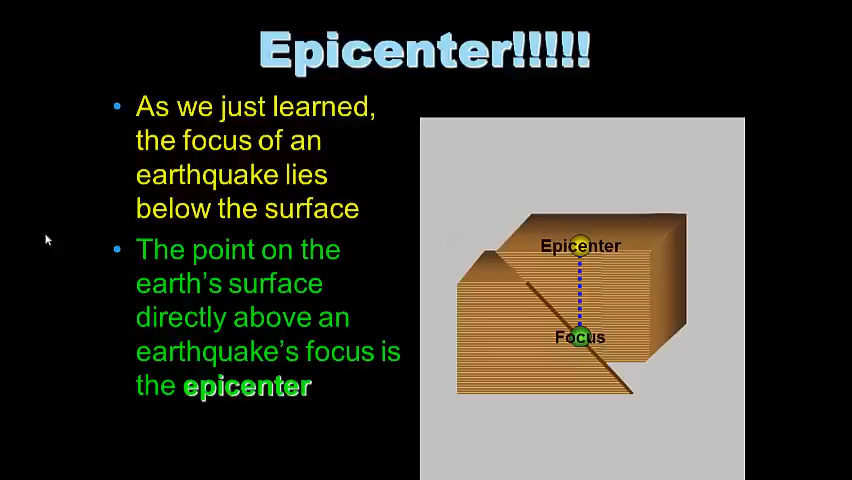 Epicenter!!!!!
• As we just learned,
the focus of an
earthquake lies
below the surface
• The point on the
earth's surface
directly above an
earthquake's focus is
the epicenter
Epicenter
Focus